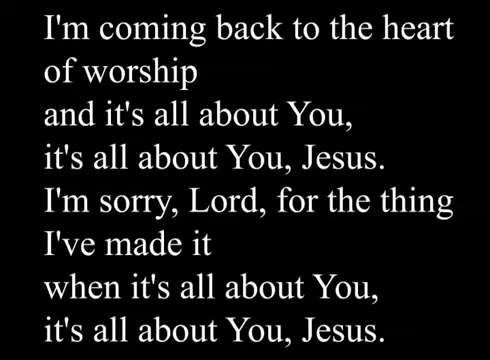 I'm coming back to the heart
of worship
and it's all about You,
it's all about You, Jesus.
I'm sorry, Lord, for the thing
I've made it
when it's all about You,
it's all about You, Jesus.